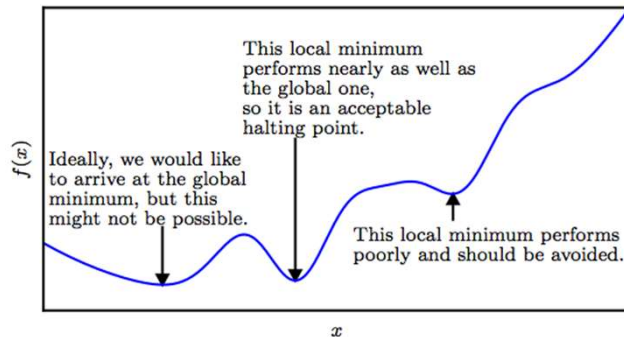 This local minimum
performs nearly as well as
the global one,
so it is an acceptable
halting point.
f(x)
Ideally, we would like
to arrive at the global
minimum, but this
might not be possible.
This local minimum performs
poorly and should be avoided.
x